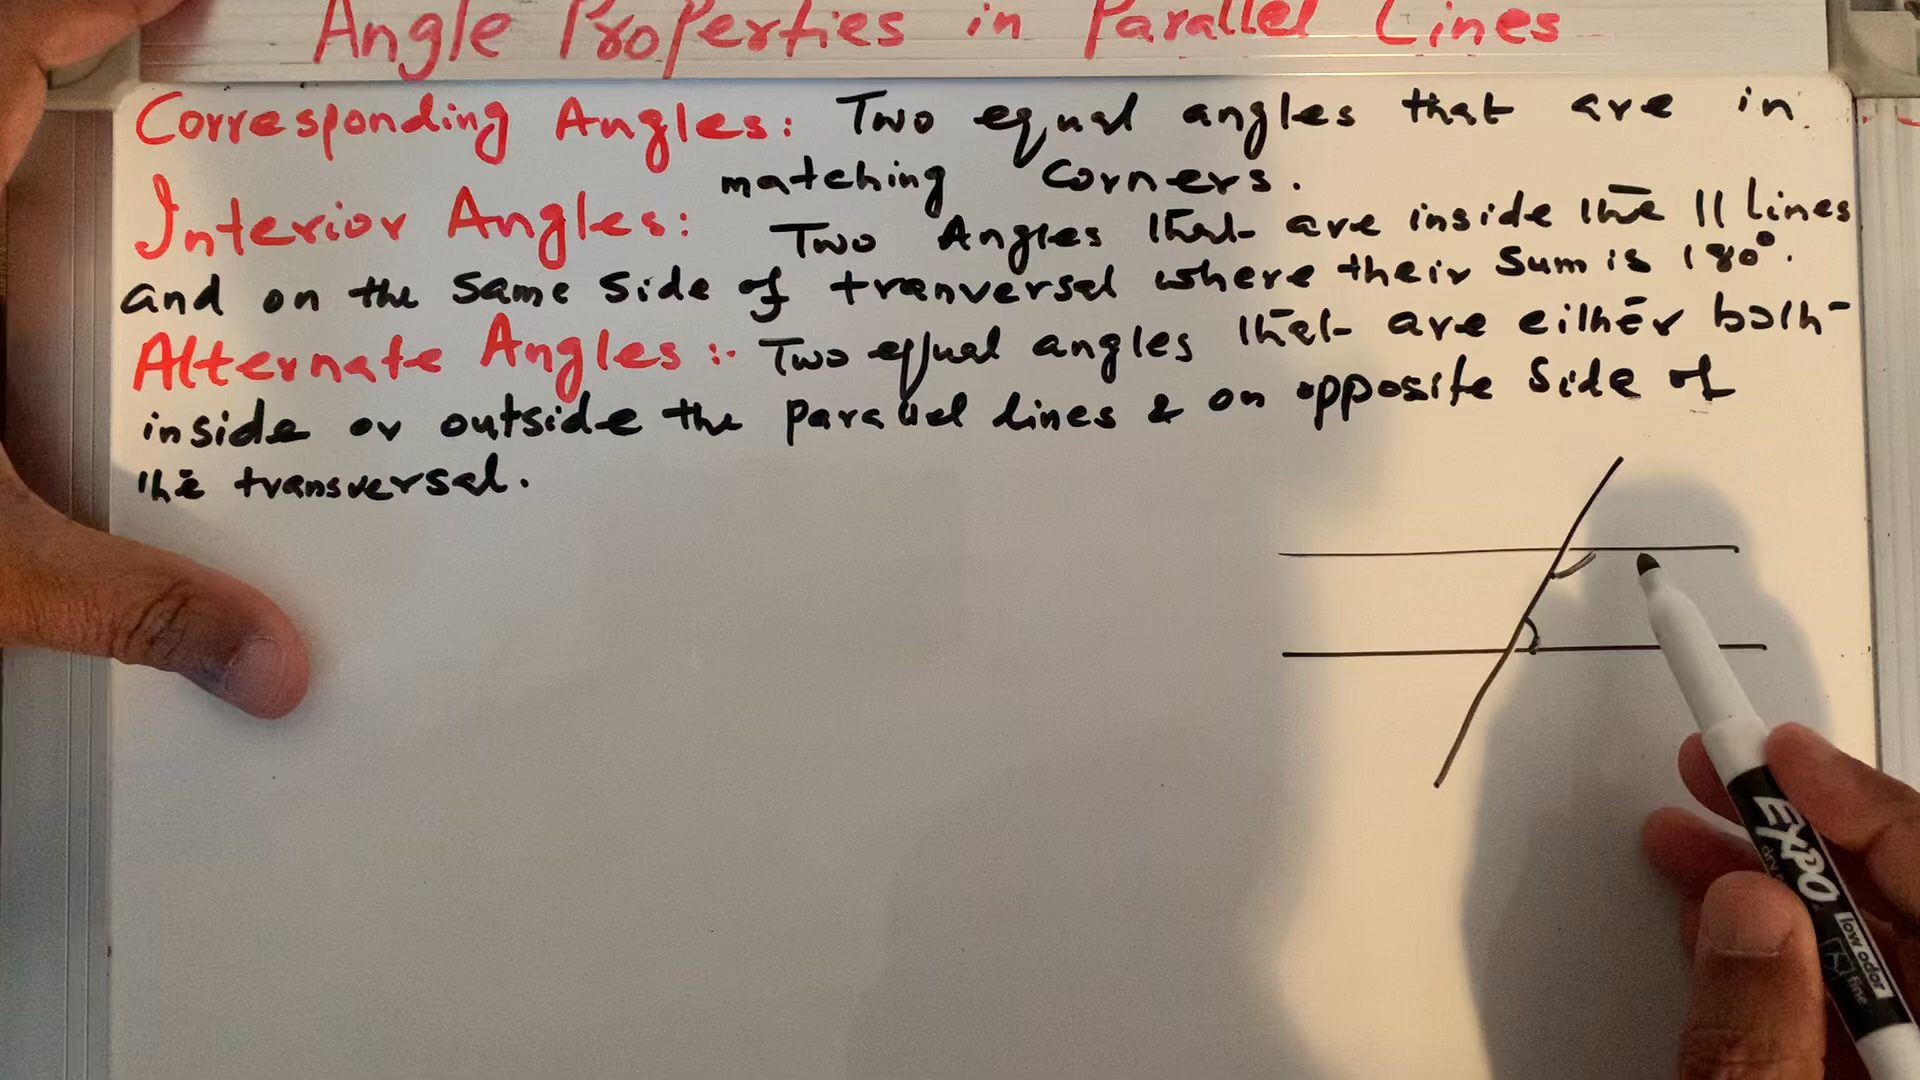 Angle Properties in Parallel Lines
Corresponding Angles: Two equal angles that are in
matching corners.
Interior Angles: Two Angles that are inside the || lines
and on the same side of tranversal where their sum is 180°.
Alternate Angles :- Two equal angles that are either both
inside or outside the parallel lines & on opposite side of
the transversal.
EXPO
low odor
fine